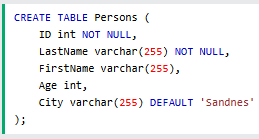 CREATE TABLE Persons (
    ID int NOT NULL,
    LastName varchar(255) NOT NULL,
    FirstName varchar(255),
    Age int,
    City varchar(255) DEFAULT 'Sandnes'
);